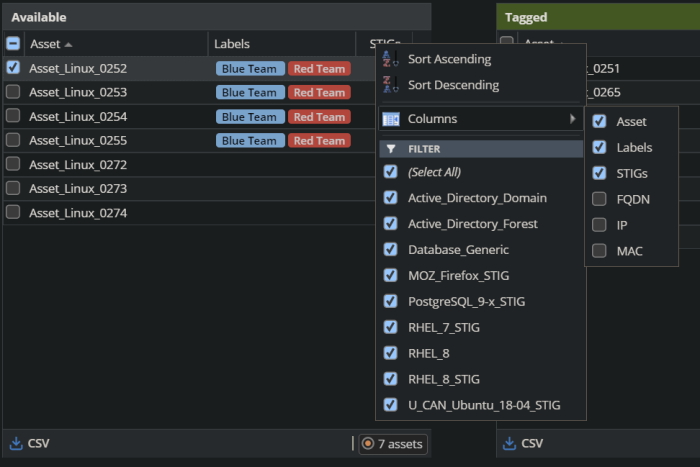 Available
Asset
Labels
STIGs
Asset_Linux_0252
Blue Team
Red Team
Asset_Linux_0253
Blue Team
Red Team
Asset_Linux_0254
Blue Team
Red Team
Asset_Linux_0255
Blue Team
Red Team
Asset_Linux_0272
Asset_Linux_0273
Asset_Linux_0274
CSV
7 assets
Sort Ascending
Sort Descending
Columns
FILTER
(Select All)
Active_Directory_Domain
Active_Directory_Forest
Database_Generic
MOZ_Firefox_STIG
PostgreSQL_9-x_STIG
RHEL_7_STIG
RHEL_8
RHEL_8_STIG
U_CAN_Ubuntu_18-04_STIG
Asset
Labels
STIGs
FQDN
IP
MAC
Tagged
Asset
_0251
_0265
CSV